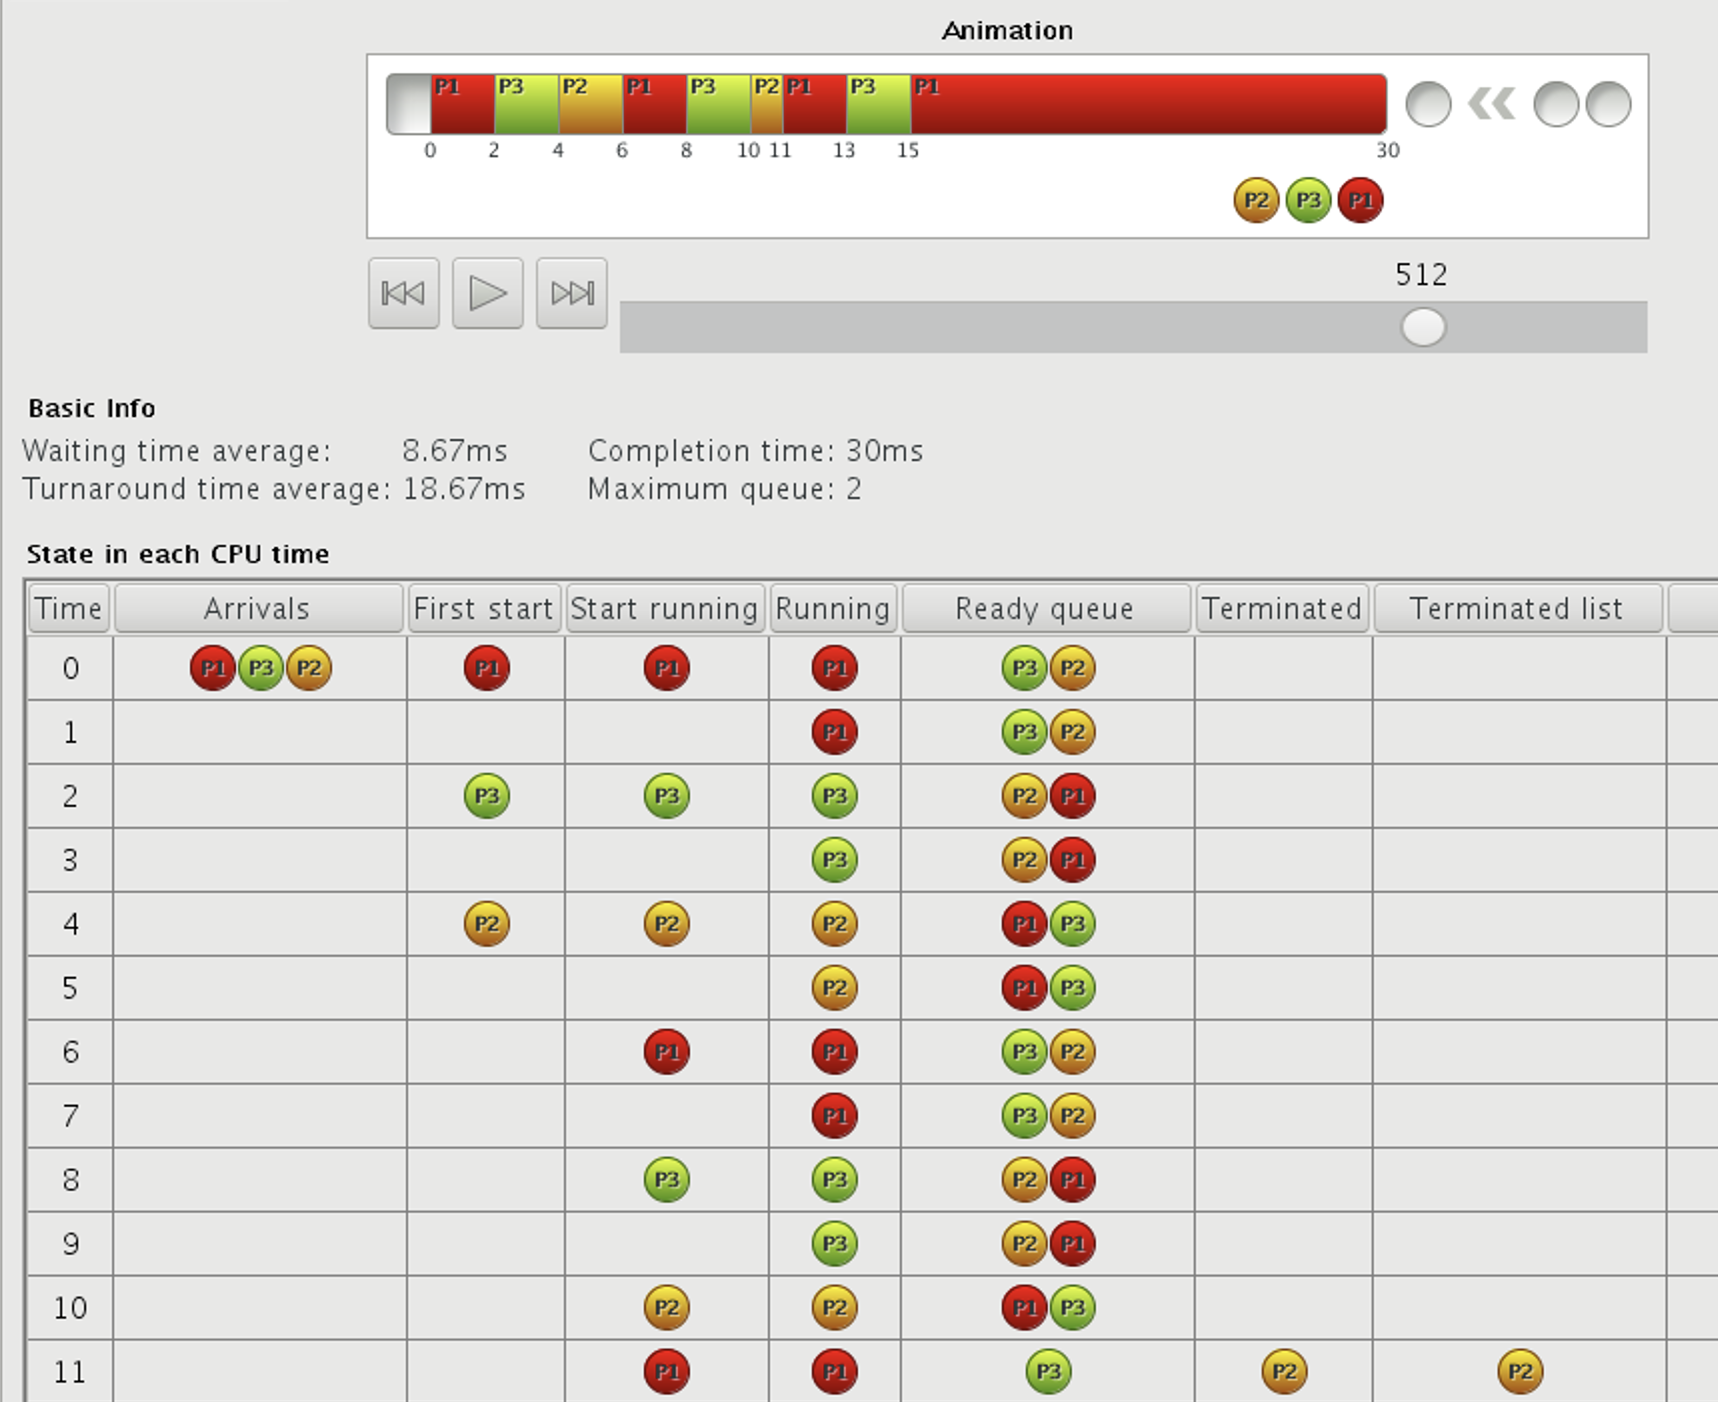 Animation
P1 P3 P2 P1 P3 P2 P1 P3 P1
0 2 4 6 8 10 11 13 15 30
P2 P3 P1
512
Basic Info
Waiting time average: 8.67ms Completion time: 30ms
Turnaround time average: 18.67ms Maximum queue: 2
State in each CPU time
Time Arrivals First start Start running Running Ready queue Terminated Terminated list
0 P1 P3 P2 P1 P1 P1 P3 P2
1 P1 P3 P2
2 P3 P3 P3 P2 P1
3 P3 P2 P1
4 P2 P2 P2 P1 P3
5 P2 P1 P3
6 P1 P1 P3 P2
7 P1 P3 P2
8 P3 P3 P2 P1
9 P3 P2 P1
10 P2 P2 P1 P3
11 P1 P1 P3 P2 P2